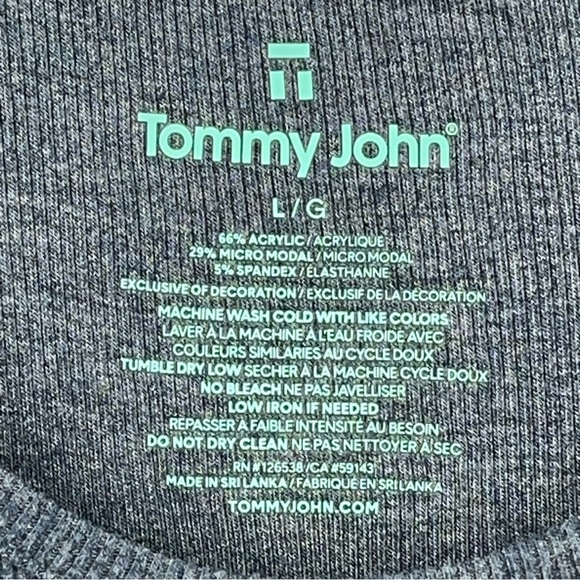 Tommy John®
L/G
66% ACRYLIC/ACRYLIQUE
29% MICRO MODAL/MICRO MODAL
5% SPANDEX/ÉLASTHANNE
EXCLUSIVE OF DECORATION/EXCLUSIF DE LA DÉCORATION
MACHINE WASH COLD WITH LIKE COLORS
LAVER À LA MACHINE À L'EAU FROIDE AVEC
COULEURS SIMILARIES AU CYCLE DOUX
TUMBLE DRY LOW SECHER À LA MACHINE CYCLE DOUX
NO BLEACH NE PAS JAVELLISER
LOW IRON IF NEEDED
REPASSER À FAIBLE INTENSITÉ AU BESOIN
DO NOT DRY CLEAN NE PAS NETTOYER À SEC
RN #126538/CA #59143
MADE IN SRI LANKA/FABRIQUÉ EN SRI LANKA
TOMMYJOHN.COM